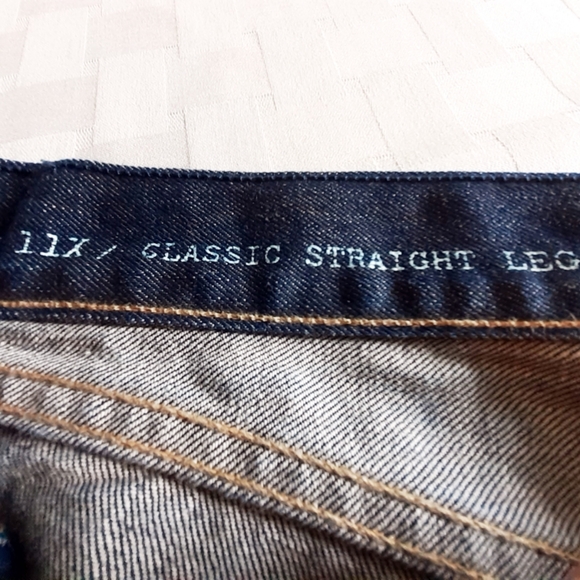 11X / CLASSIC STRAIGHT LEG